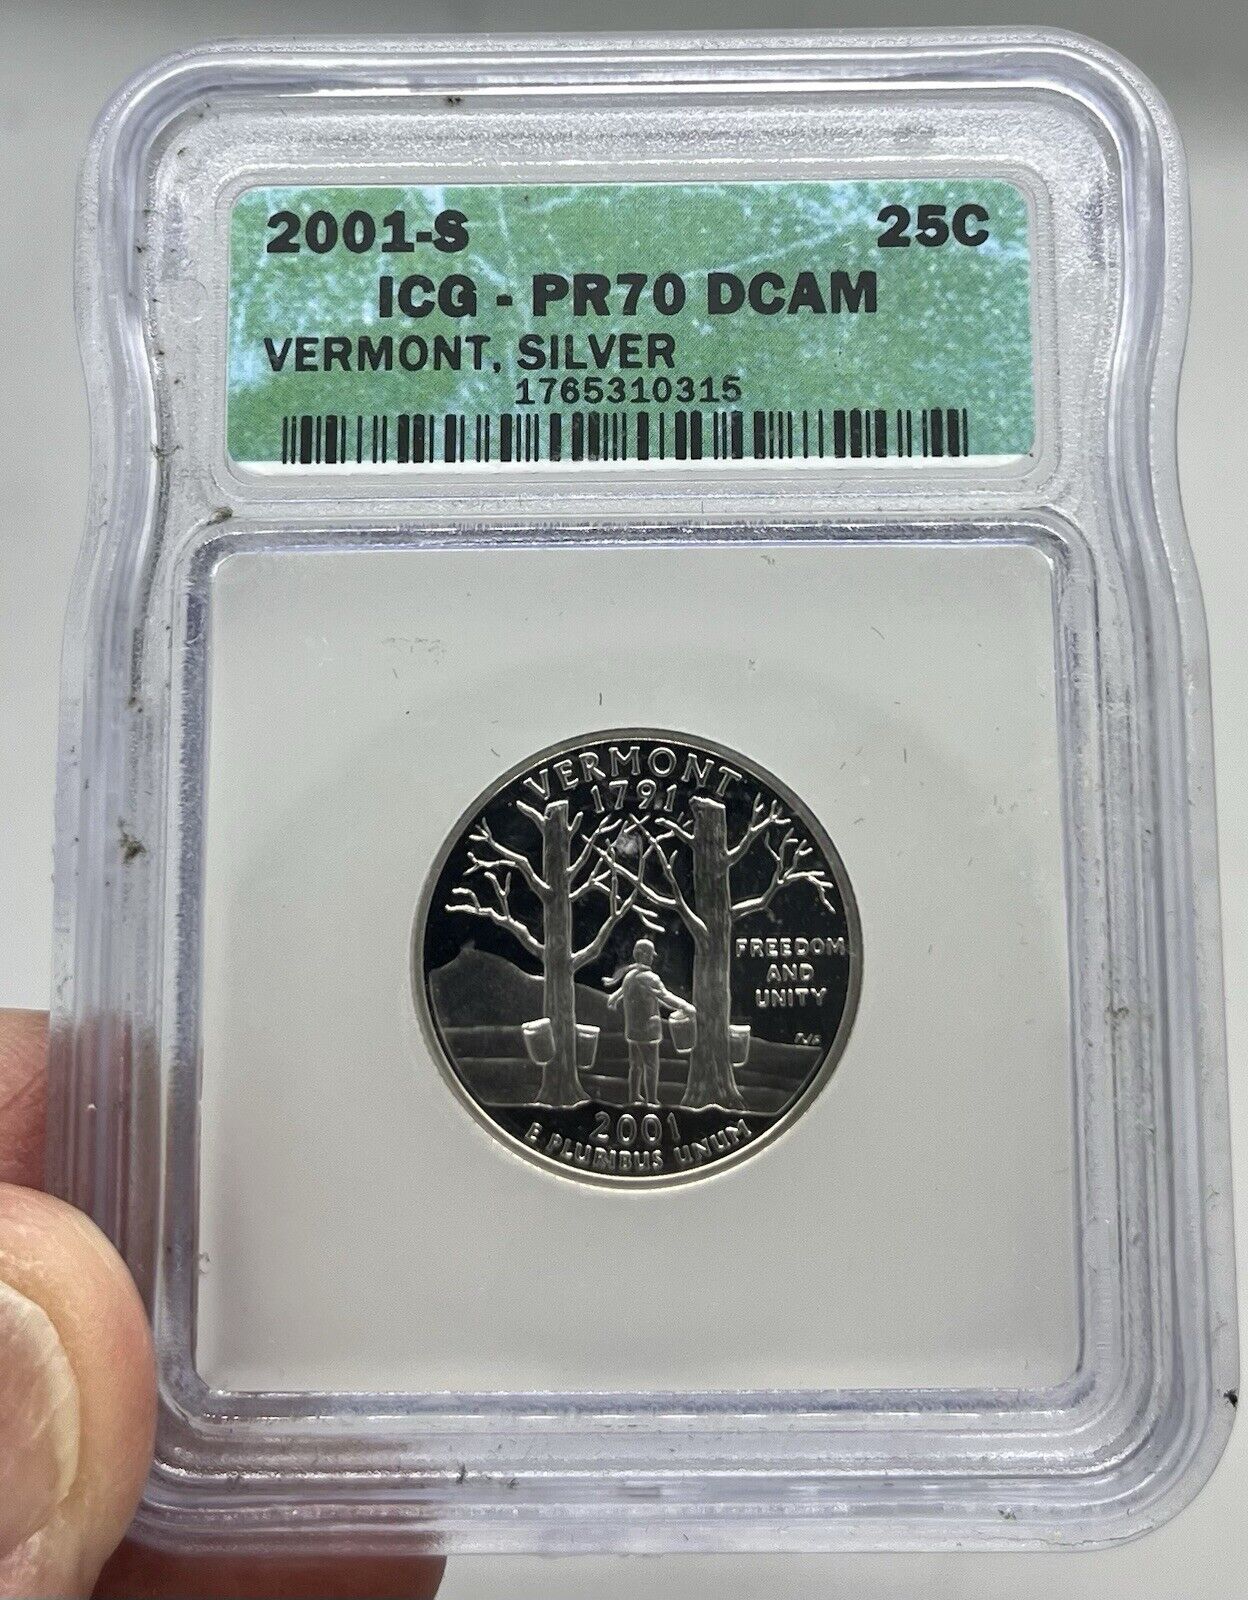 2001-S 25C
ICG - PR70 DCAM
VERMONT, SILVER
1765310315
VERMONT
1791
FREEDOM
AND
UNITY
2001
E PLURIBUS UNUM